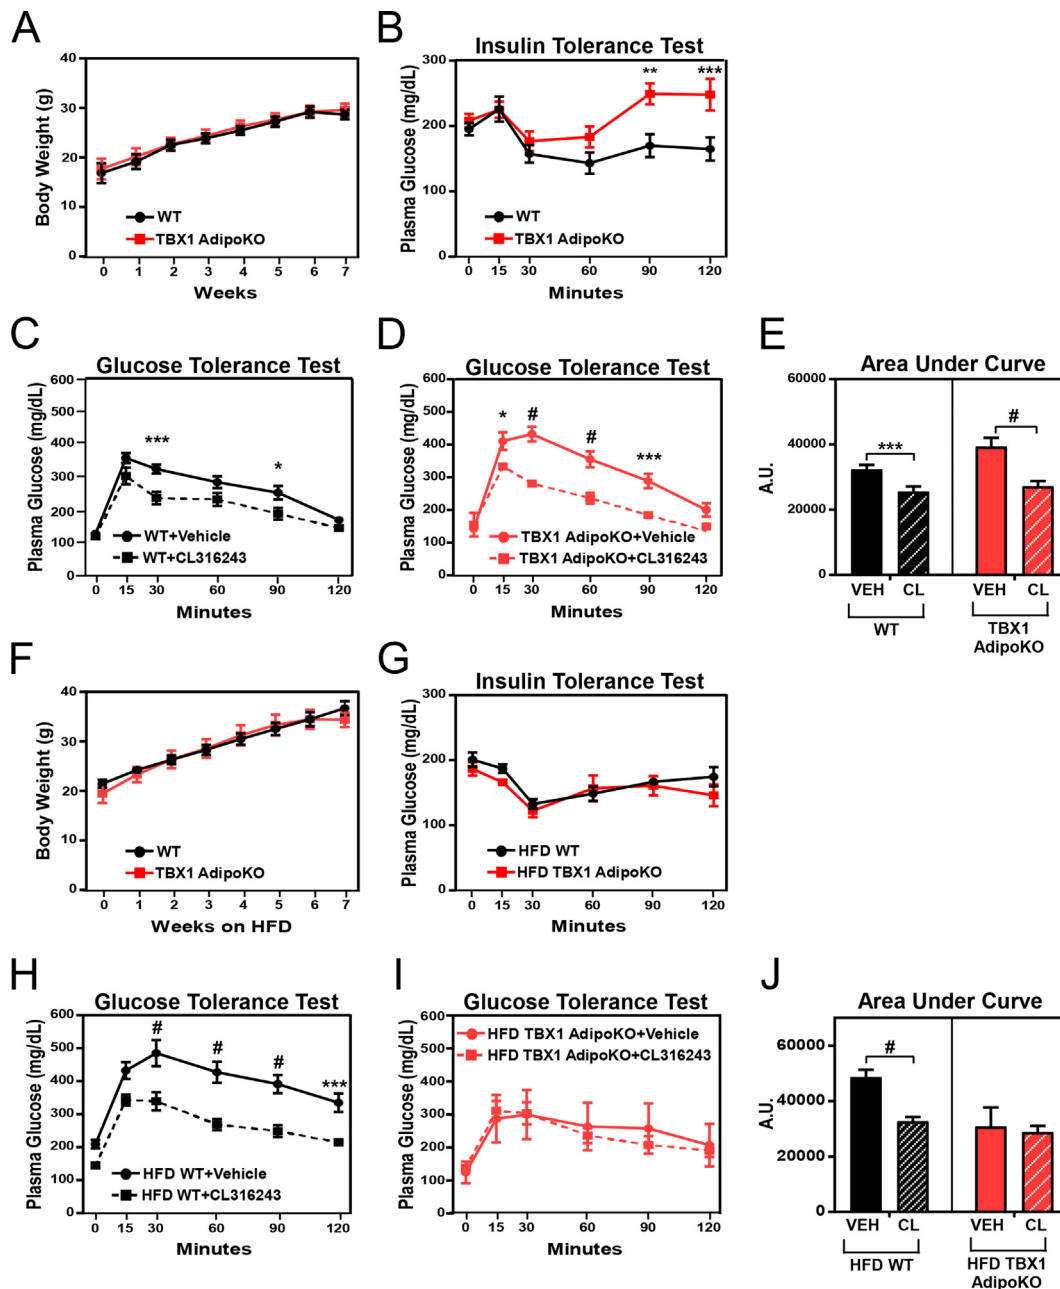 A
Body Weight (g)
40
30
20
10
0
WT
TBX1 AdipoKO
0 1 2 3 4 5 6 7
Weeks
B
Insulin Tolerance Test
Plasma Glucose (mg/dL)
300
200
100
0
** ***
WT
TBX1 AdipoKO
0 15 30 60 90 120
Minutes
C
Glucose Tolerance Test
Plasma Glucose (mg/dL)
600
500
400
300
200
100
0
*** *
WT+Vehicle
WT+CL316243
0 15 30 60 90 120
Minutes
D
Glucose Tolerance Test
Plasma Glucose (mg/dL)
600
500
400
300
200
100
0
* # # ***
TBX1 AdipoKO+Vehicle
TBX1 AdipoKO+CL316243
0 15 30 60 90 120
Minutes
E
Area Under Curve
A.U.
60000
40000
20000
0
*** #
VEH CL VEH CL
WT TBX1
AdipoKO
F
Body Weight (g)
40
30
20
10
0
WT
TBX1 AdipoKO
0 1 2 3 4 5 6 7
Weeks on HFD
G
Insulin Tolerance Test
Plasma Glucose (mg/dL)
300
200
100
0
HFD WT
HFD TBX1 AdipoKO
0 15 30 60 90 120
Minutes
H
Glucose Tolerance Test
Plasma Glucose (mg/dL)
600
500
400
300
200
100
0
# # # ***
HFD WT+Vehicle
HFD WT+CL316243
0 15 30 60 90 120
Minutes
I
Glucose Tolerance Test
Plasma Glucose (mg/dL)
600
500
400
300
200
100
0
HFD TBX1 AdipoKO+Vehicle
HFD TBX1 AdipoKO+CL316243
0 15 30 60 90 120
Minutes
J
Area Under Curve
A.U.
60000
40000
20000
0
#
VEH CL VEH CL
HFD WT HFD TBX1
AdipoKO